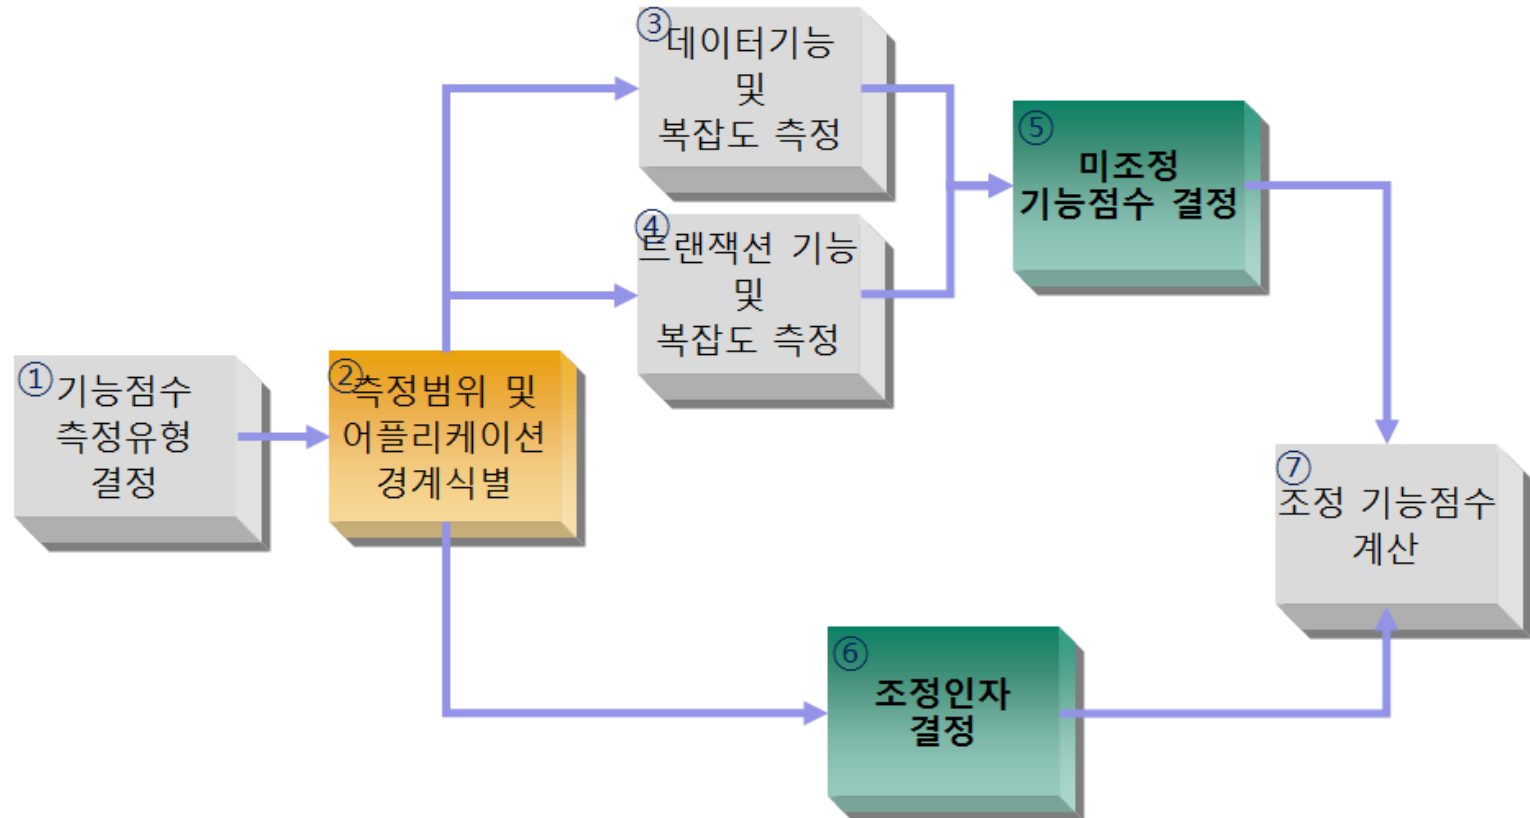 ①
기능점수
측정유형
결정
②
측정범위 및
어플리케이션
경계식별
③
데이터기능
및
복잡도 측정
④
트랜잭션 기능
및
복잡도 측정
⑤
미조정
기능점수 결정
⑥
조정인자
결정
⑦
조정 기능점수
계산